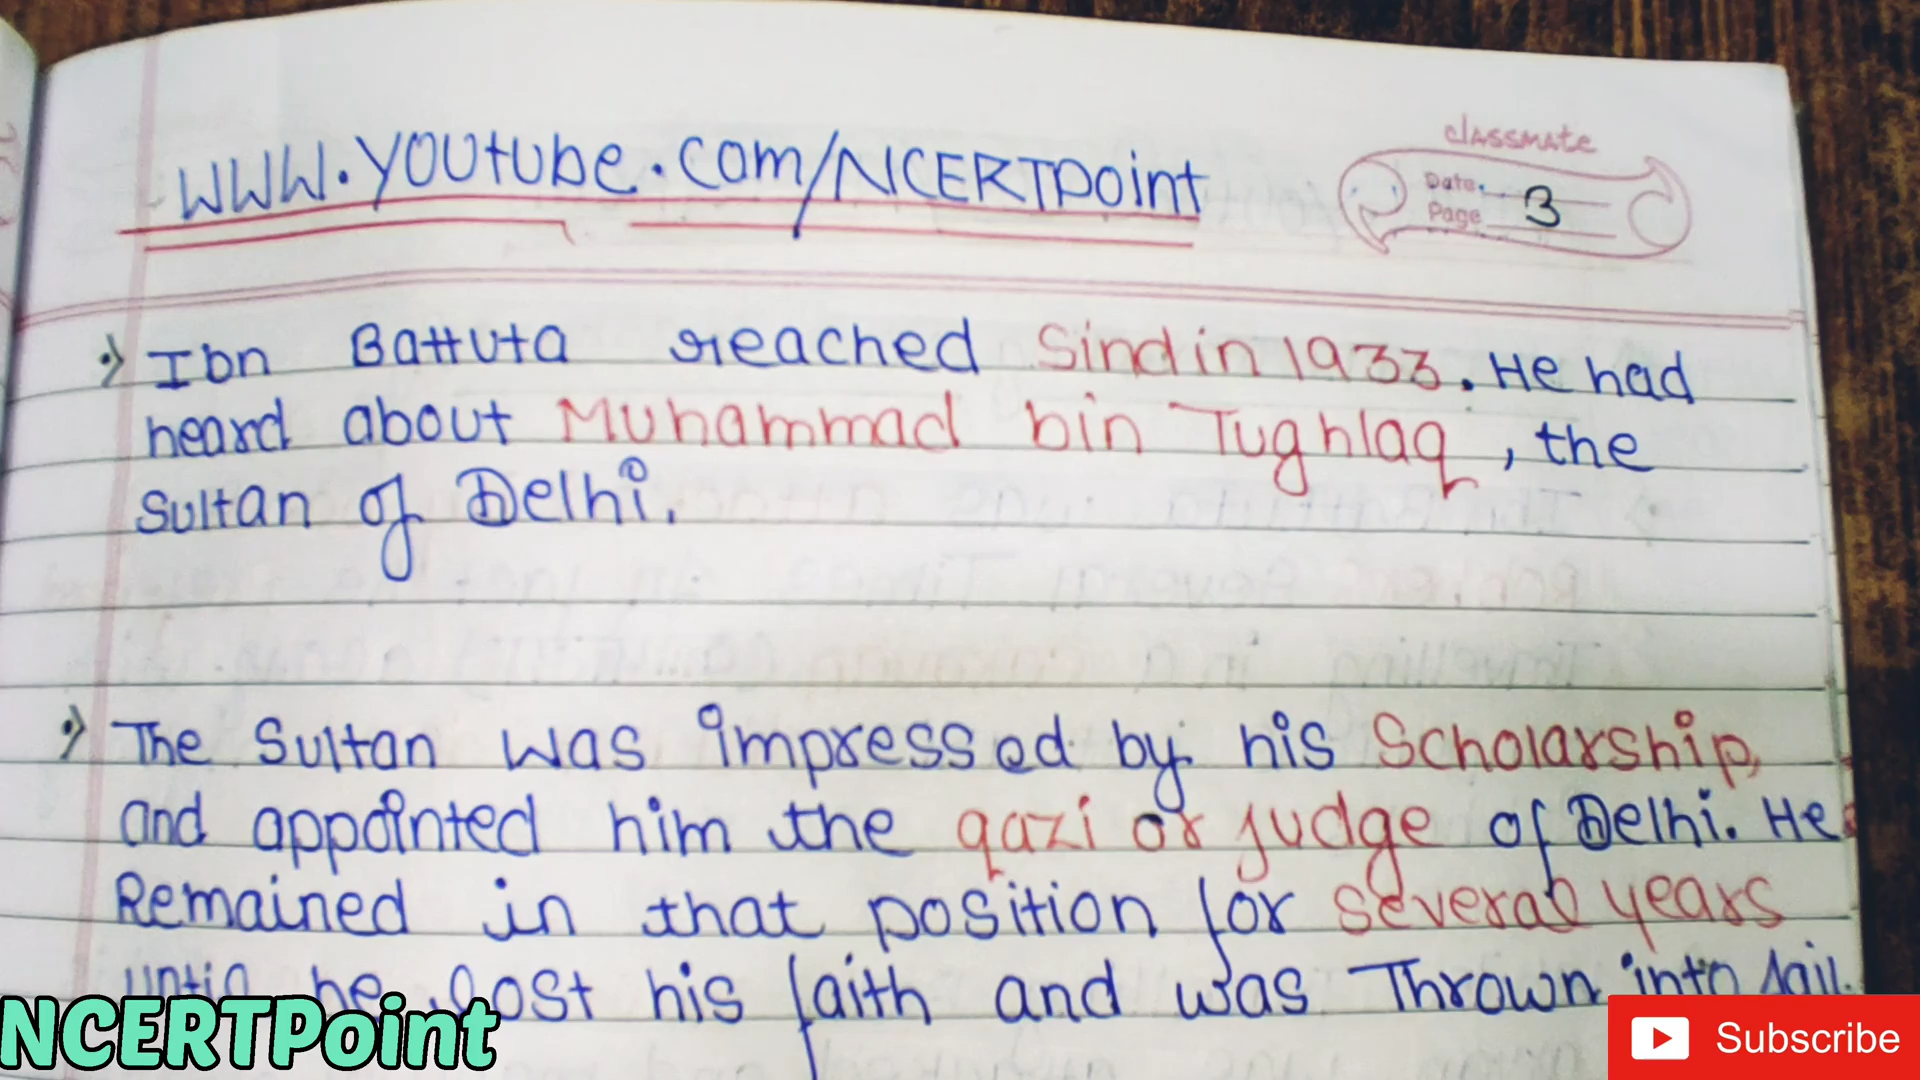 www.youtube.com/NCERTPoint
classmate
Date
Page 3
Ibn Battuta reached Sind in 1933. He had
heard about Muhammad bin Tughlaq, the
Sultan of Delhi.
The Sultan was impressed by his Scholarship,
and appointed him the qazi or judge of Delhi. He
Remained in that position for several years
until he lost his faith and was Thrown into Jail.
NCERTPoint
Subscribe